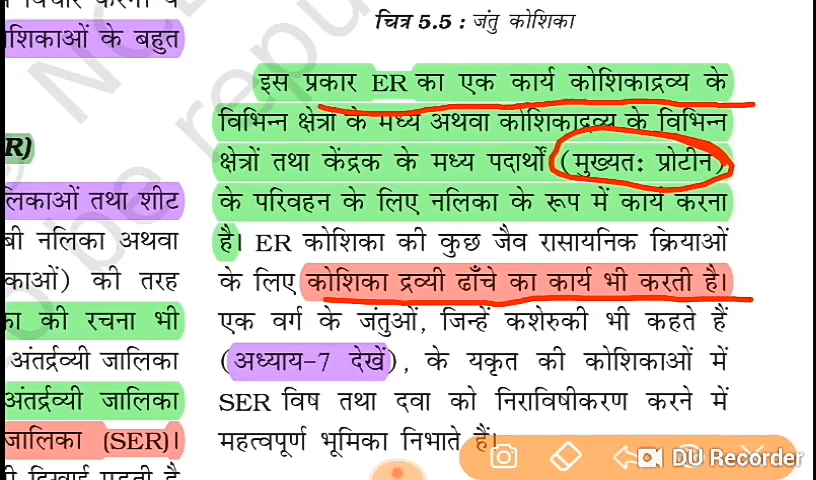 विचार करना
शिकाओं के बहुत
R)
लिकाओं तथा शीट
बी नलिका अथवा
काओं) की तरह
का की रचना भी
अंतर्द्रव्यी जालिका
अंतर्द्रव्यी जालिका
जालिका (SER)।
दिखाई पड़ती है
चित्र 5.5 : जंतु कोशिका
इस प्रकार ER का एक कार्य कोशिकाद्रव्य के
विभिन्न क्षेत्रों के मध्य अथवा कोशिकाद्रव्य के विभिन्न
क्षेत्रों तथा केंद्रक के मध्य पदार्थों (मुख्यत: प्रोटीन)
के परिवहन के लिए नलिका के रूप में कार्य करना
है। ER कोशिका की कुछ जैव रासायनिक क्रियाओं
के लिए कोशिका द्रव्यी ढाँचे का कार्य भी करती है।
एक वर्ग के जंतुओं, जिन्हें कशेरुकी भी कहते हैं
(अध्याय-7 देखें), के यकृत की कोशिकाओं में
SER विष तथा दवा को निराविषीकरण करने में
महत्वपूर्ण भूमिका निभाते हैं।
DU Recorder